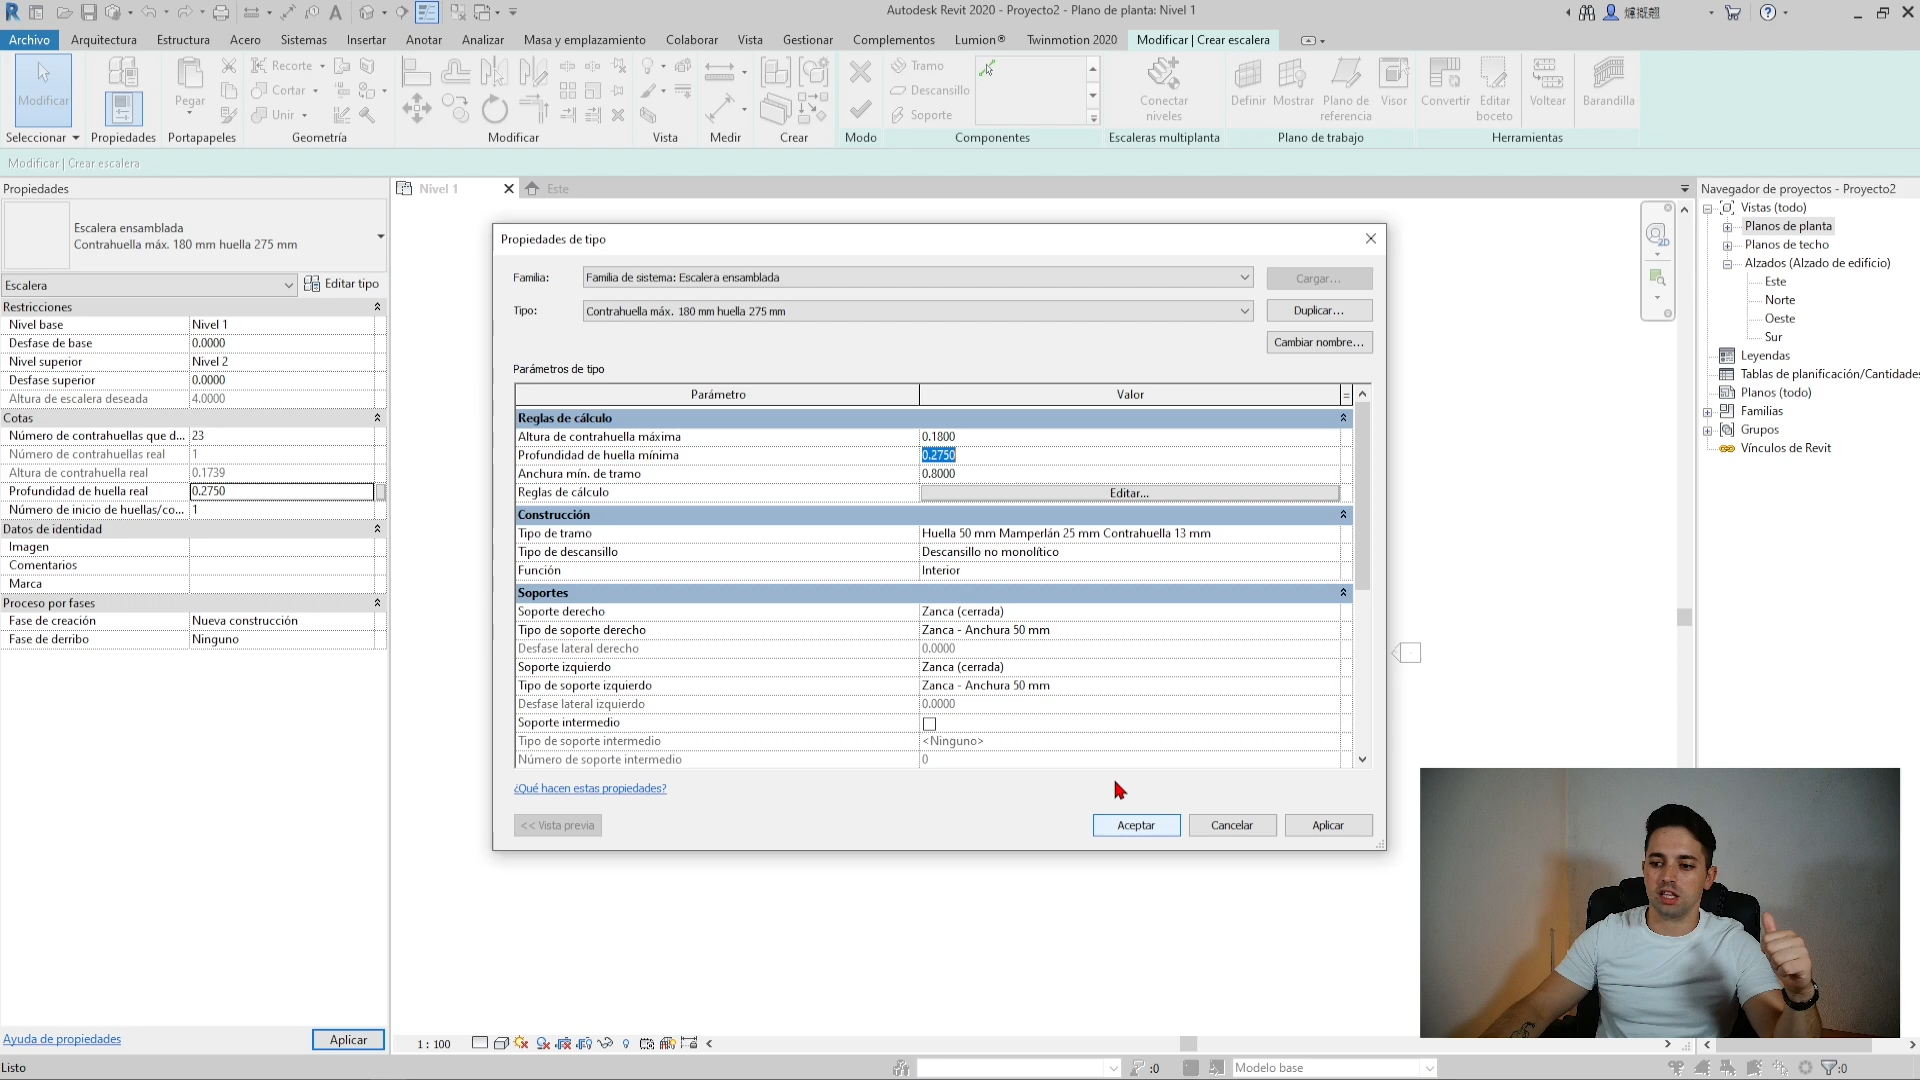 Autodesk Revit 2020 - Proyecto2 - Plano de planta: Nivel 1
Archivo Arquitectura Estructura Acero Sistemas Insertar Anotar Analizar Masa y emplazamiento Colaborar Vista Gestionar Complementos Lumion® Twinmotion 2020 Modificar | Crear escalera
Modificar
Pegar
Recorte
Cortar
Unir
Tramo
Descansillo
Soporte
Conectar
niveles
Definir Mostrar Plano de
referencia
Visor
Convertir Editar
boceto
Voltear Barandilla
Seleccionar Propiedades Portapapeles Geometría Modificar Vista Medir Crear Modo Componentes Escaleras multiplanta Plano de trabajo Herramientas
Modificar | Crear escalera
Propiedades
Escalera ensamblada
Contrahuella máx. 180 mm huella 275 mm
Escalera Editar tipo
Restricciones
Nivel base Nivel 1
Desfase de base 0.0000
Nivel superior Nivel 2
Desfase superior 0.0000
Altura de escalera deseada 4.0000
Cotas
Número de contrahuellas que d... 23
Número de contrahuellas real 1
Altura de contrahuella real 0.1739
Profundidad de huella real 0.2750
Número de inicio de huellas/co... 1
Datos de identidad
Imagen
Comentarios
Marca
Proceso por fases
Fase de creación Nueva construcción
Fase de derribo Ninguno
Ayuda de propiedades Aplicar
Nivel 1 Este
Propiedades de tipo
Familia: Familia de sistema: Escalera ensamblada Cargar...
Tipo: Contrahuella máx. 180 mm huella 275 mm Duplicar...
Cambiar nombre...
Parámetros de tipo
Parámetro Valor =
Reglas de cálculo
Altura de contrahuella máxima 0.1800
Profundidad de huella mínima 0.2750
Anchura mín. de tramo 0.8000
Reglas de cálculo Editar...
Construcción
Tipo de tramo Huella 50 mm Mamperlán 25 mm Contrahuella 13 mm
Tipo de descansillo Descansillo no monolítico
Función Interior
Soportes
Soporte derecho Zanca (cerrada)
Tipo de soporte derecho Zanca - Anchura 50 mm
Desfase lateral derecho 0.0000
Soporte izquierdo Zanca (cerrada)
Tipo de soporte izquierdo Zanca - Anchura 50 mm
Desfase lateral izquierdo 0.0000
Soporte intermedio
Tipo de soporte intermedio <Ninguno>
Número de soporte intermedio 0
¿Qué hacen estas propiedades?
<< Vista previa Aceptar Cancelar Aplicar
2D
Navegador de proyectos - Proyecto2
Vistas (todo)
Planos de planta
Planos de techo
Alzados (Alzado de edificio)
Este
Norte
Oeste
Sur
Leyendas
Tablas de planificación/Cantidades
Planos (todo)
Familias
Grupos
Vínculos de Revit
1 : 100
Listo :0 Modelo base :0